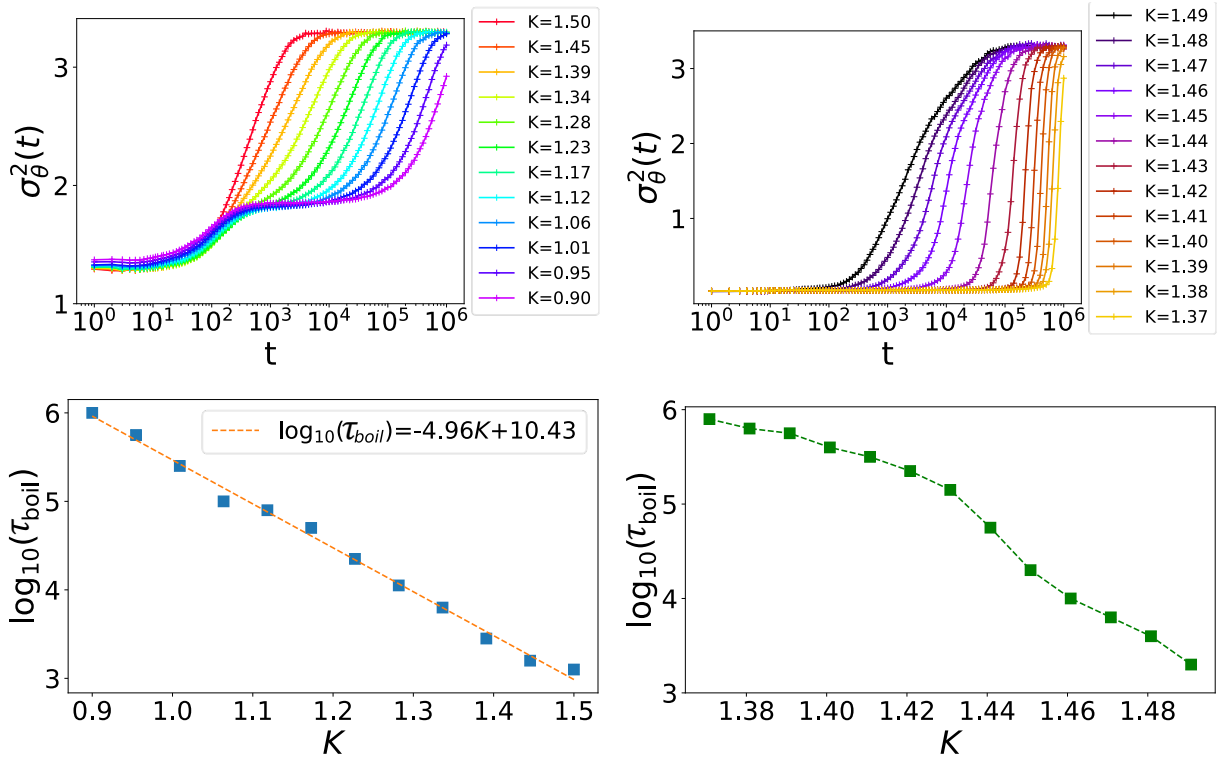 σ²_θ(t)
3
2
1
10⁰ 10¹ 10² 10³ 10⁴ 10⁵ 10⁶
t
K=1.50
K=1.45
K=1.39
K=1.34
K=1.28
K=1.23
K=1.17
K=1.12
K=1.06
K=1.01
K=0.95
K=0.90
σ²_θ(t)
3
2
1
10⁰ 10¹ 10² 10³ 10⁴ 10⁵ 10⁶
t
K=1.49
K=1.48
K=1.47
K=1.46
K=1.45
K=1.44
K=1.43
K=1.42
K=1.41
K=1.40
K=1.39
K=1.38
K=1.37
log₁₀(τ_boil)
6
5
4
3
log₁₀(τ_boil)=-4.96K+10.43
0.9 1.0 1.1 1.2 1.3 1.4 1.5
K
log₁₀(τ_boil)
6
5
4
3
1.38 1.40 1.42 1.44 1.46 1.48
K